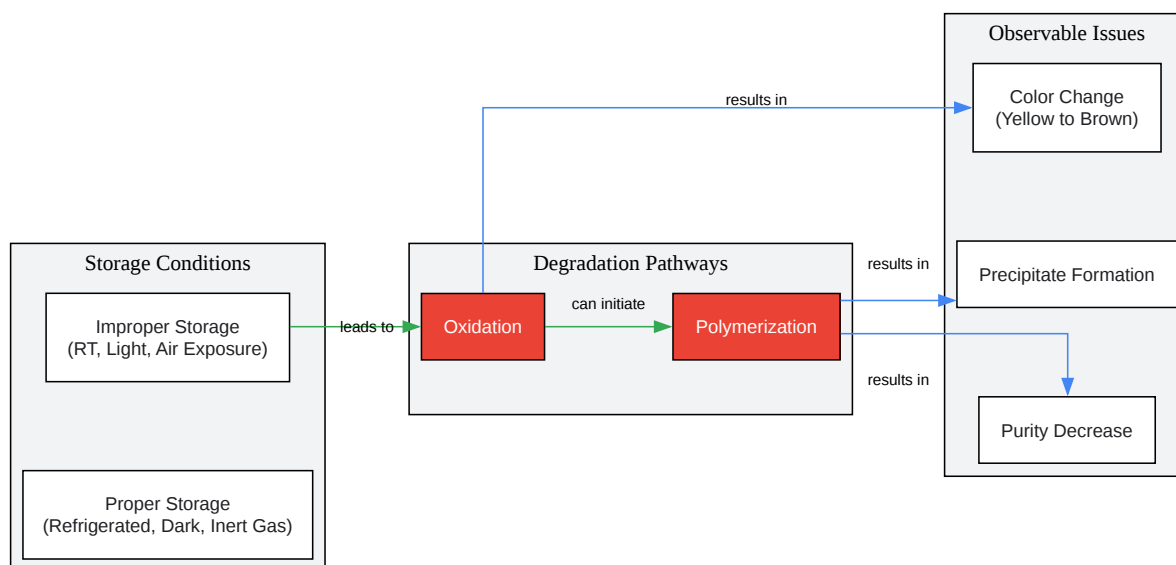 Observable Issues
Color Change
(Yellow to Brown)
results in
Storage Conditions
Degradation Pathways
results in
Precipitate Formation
Improper Storage
(RT, Light, Air Exposure)
leads to
Oxidation
can initiate
Polymerization
results in
Purity Decrease
Proper Storage
(Refrigerated, Dark, Inert Gas)